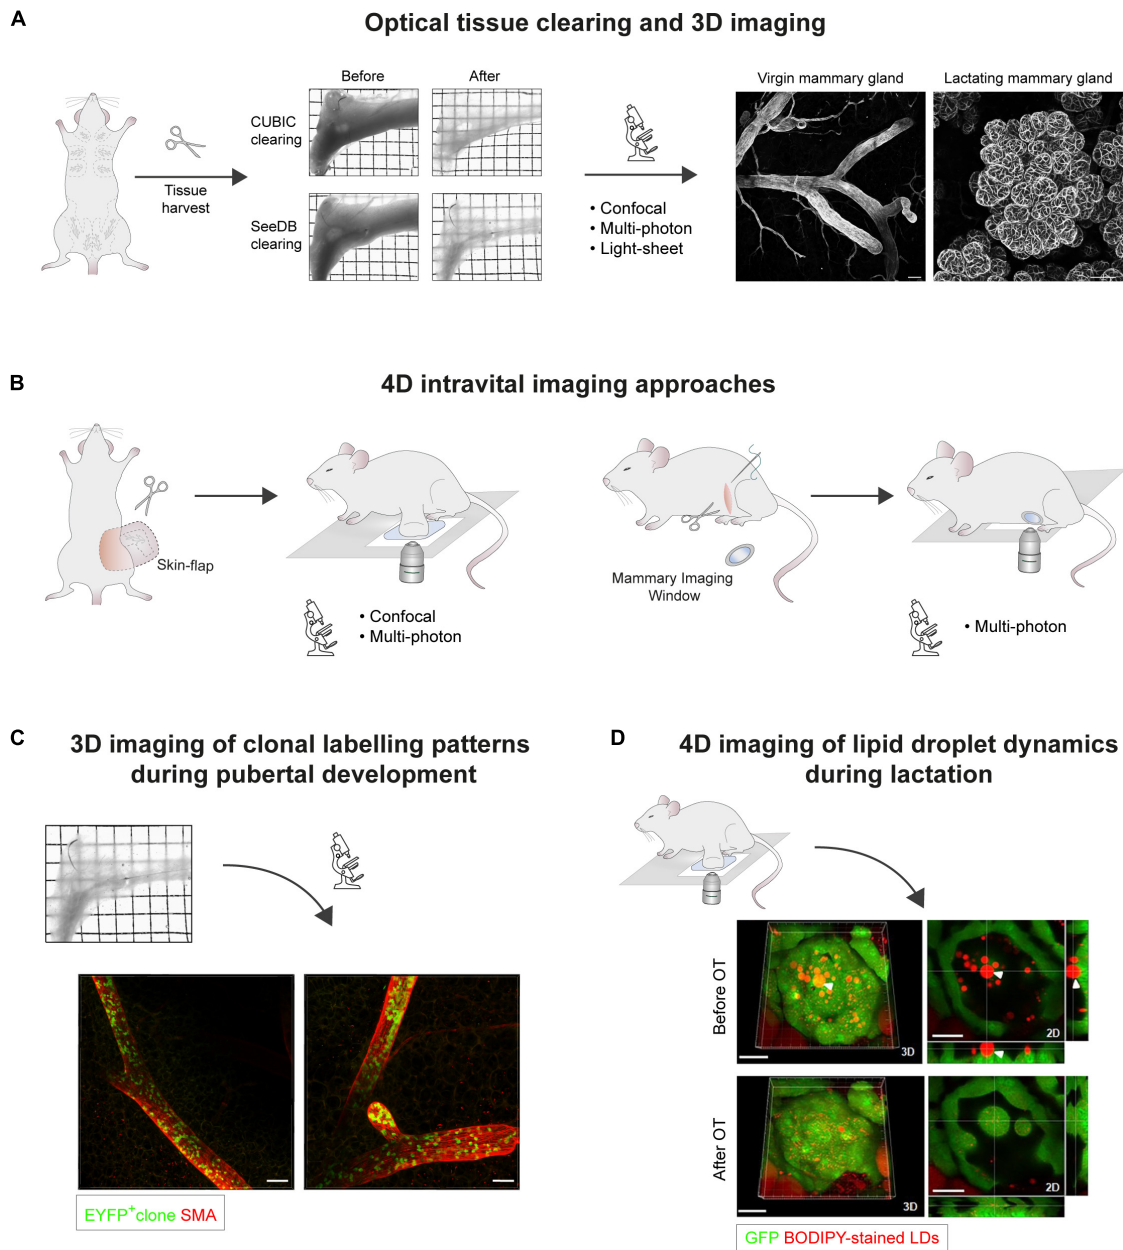 A
Optical tissue clearing and 3D imaging
Before
After
Virgin mammary gland
Lactating mammary gland
CUBIC
clearing
Tissue
harvest
SeeDB
clearing
• Confocal
• Multi-photon
• Light-sheet
B
4D intravital imaging approaches
Skin-flap
• Confocal
• Multi-photon
Mammary Imaging
Window
• Multi-photon
C
3D imaging of clonal labelling patterns
during pubertal development
EYFP+clone SMA
D
4D imaging of lipid droplet dynamics
during lactation
Before OT
3D
2D
After OT
3D
2D
GFP BODIPY-stained LDs